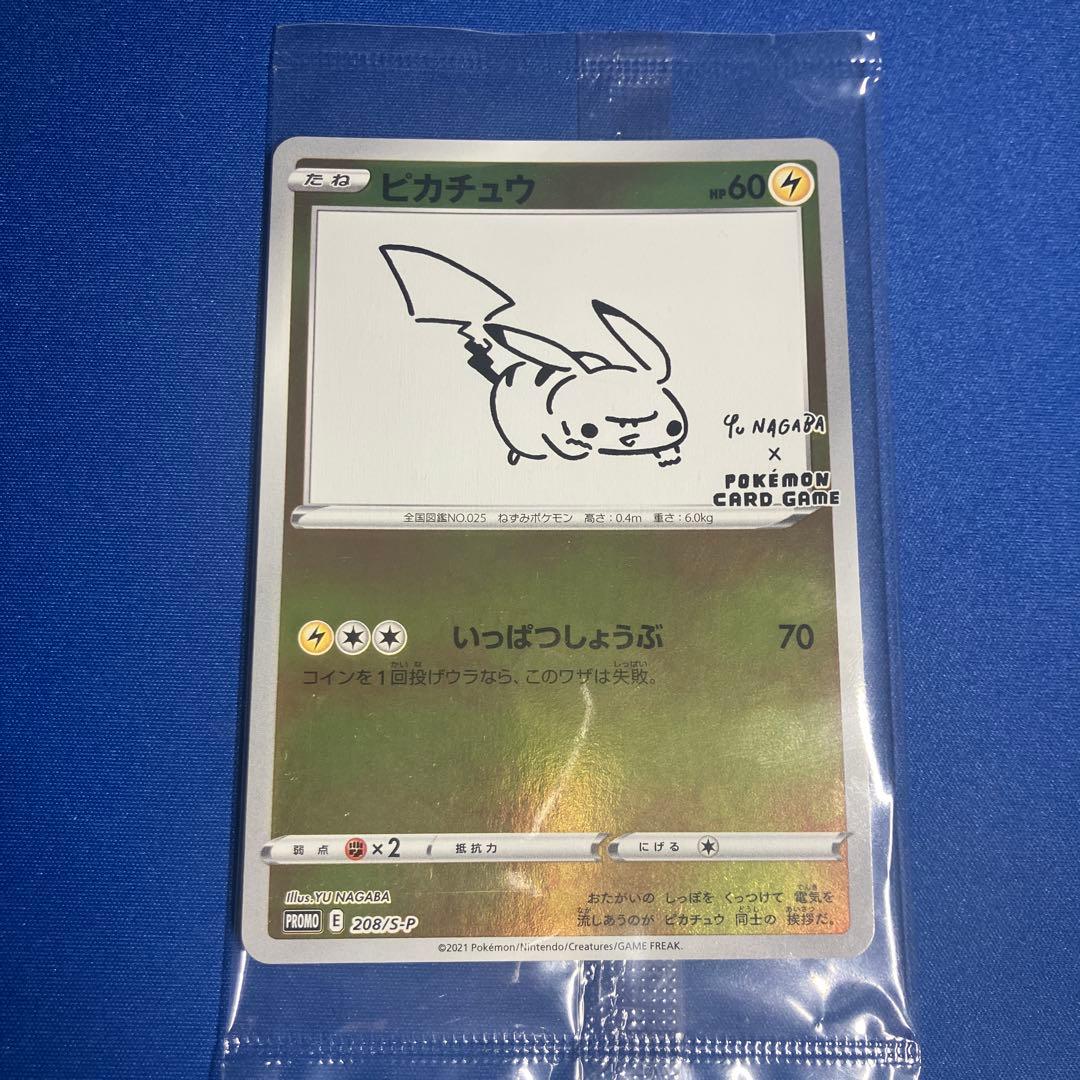 たね ピカチュウ HP60
Yu NAGABA
×
POKÉMON
CARD GAME
全国図鑑NO.025 ねずみポケモン 高さ：0.4m 重さ：6.0kg
いっぱつしょうぶ 70
コインを1回投げウラなら、このワザは失敗。
弱点 ×2 抵抗力 にげる
Illus.YU NAGABA
PROMO E 208/S-P
おたがいの しっぽを くっつけて 電気を
流しあうのが ピカチュウ 同士の 挨拶だ。
©2021 Pokémon/Nintendo/Creatures/GAME FREAK.